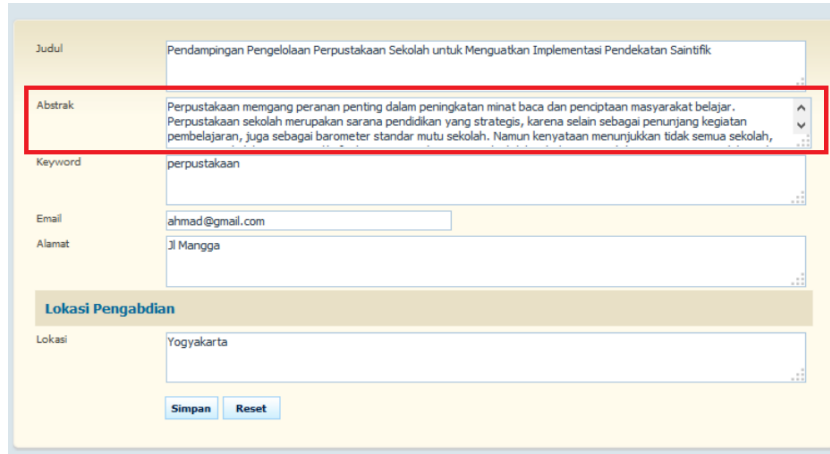 Judul
Pendampingan Pengelolaan Perpustakaan Sekolah untuk Menguatkan Implementasi Pendekatan Saintifik
Abstrak
Perpustakaan memgang peranan penting dalam peningkatan minat baca dan penciptaan masyarakat belajar.
Perpustakaan sekolah merupakan sarana pendidikan yang strategis, karena selain sebagai penunjang kegiatan
pembelajaran, juga sebagai barometer standar mutu sekolah. Namun kenyataan menunjukkan tidak semua sekolah,
Keyword
perpustakaan
Email
ahmad@gmail.com
Alamat
Jl Mangga
Lokasi Pengabdian
Lokasi
Yogyakarta
Simpan Reset